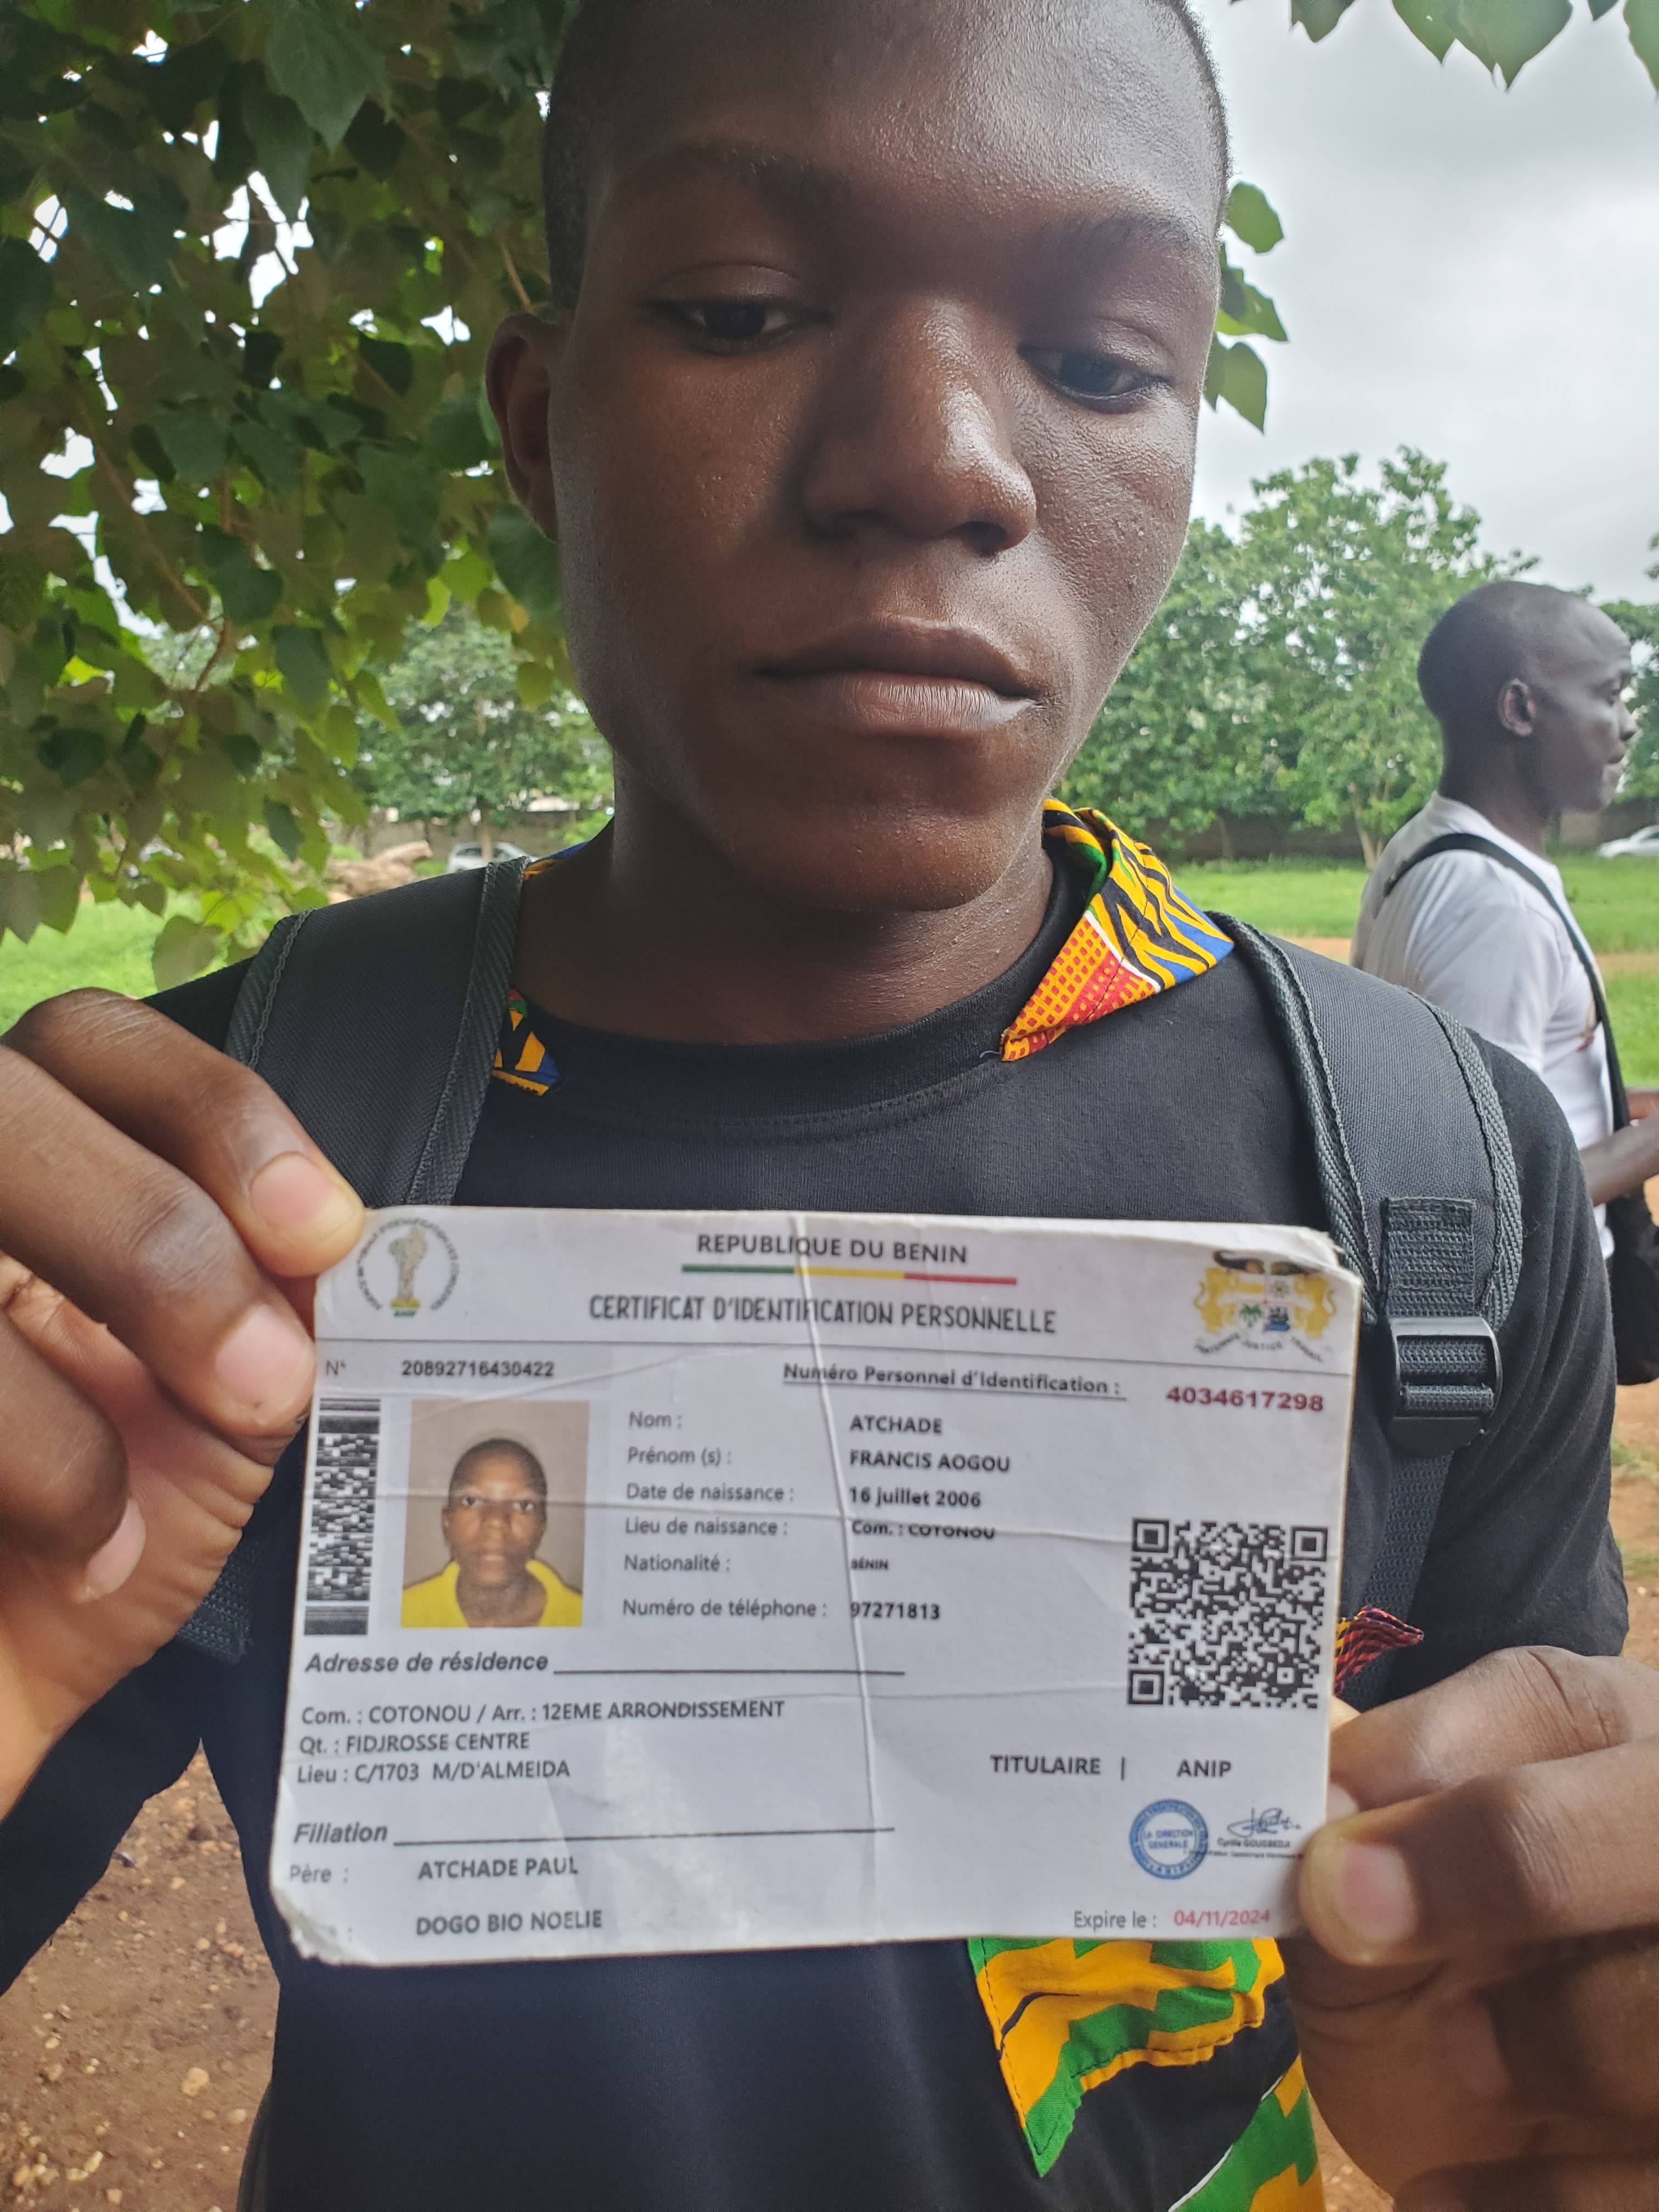 REPUBLIQUE DU BENIN
CERTIFICAT D'IDENTIFICATION PERSONNELLE
N° 20892716430422 Numéro Personnel d'Identification : 4034617298
Nom : ATCHADE
Prénom (s) : FRANCIS AOGOU
Date de naissance : 16 juillet 2006
Lieu de naissance : Com. : COTONOU
Nationalité : BÉNIN
Numéro de téléphone : 97271813
Adresse de résidence
Com. : COTONOU / Arr. : 12EME ARRONDISSEMENT
Qt. : FIDJROSSE CENTRE
Lieu : C/1703 M/D'ALMEIDA
TITULAIRE | ANIP
LA DIRECTION
GENERALE
Cyrille GOUGBEDJI
Filiation
Père : ATCHADE PAUL
: DOGO BIO NOELIE
Expire le : 04/11/2024